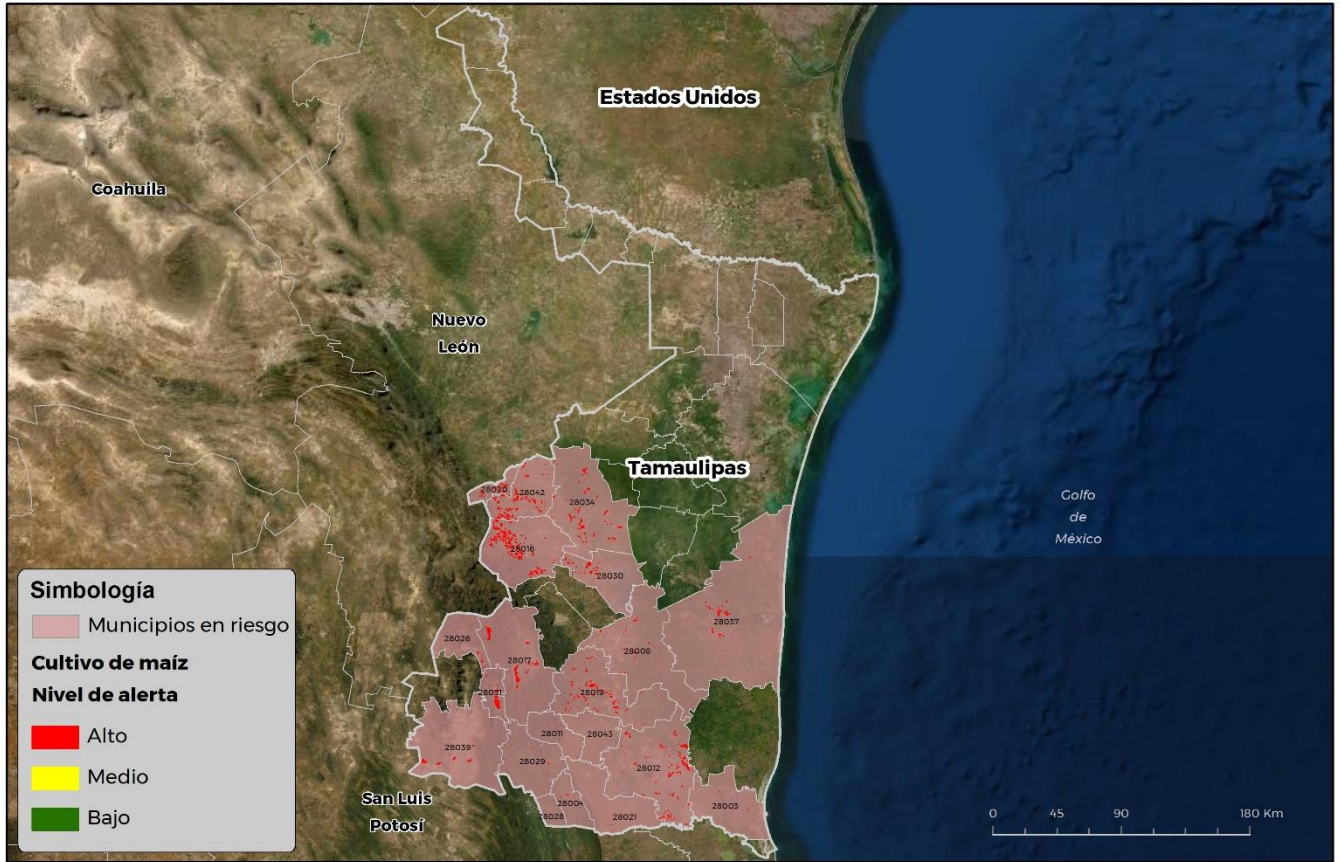 Estados Unidos
Coahuila
Nuevo
León
Tamaulipas
28020
28042
28034
Golfo
de
México
28016
28030
28037
28026
28008
28017
28031
28019
28011
28043
28039
28029
28012
28004
28003
28028
28021
San Luis
Potosí
Simbología
Municipios en riesgo
Cultivo de maíz
Nivel de alerta
Alto
Medio
Bajo
0 45 90 180 Km